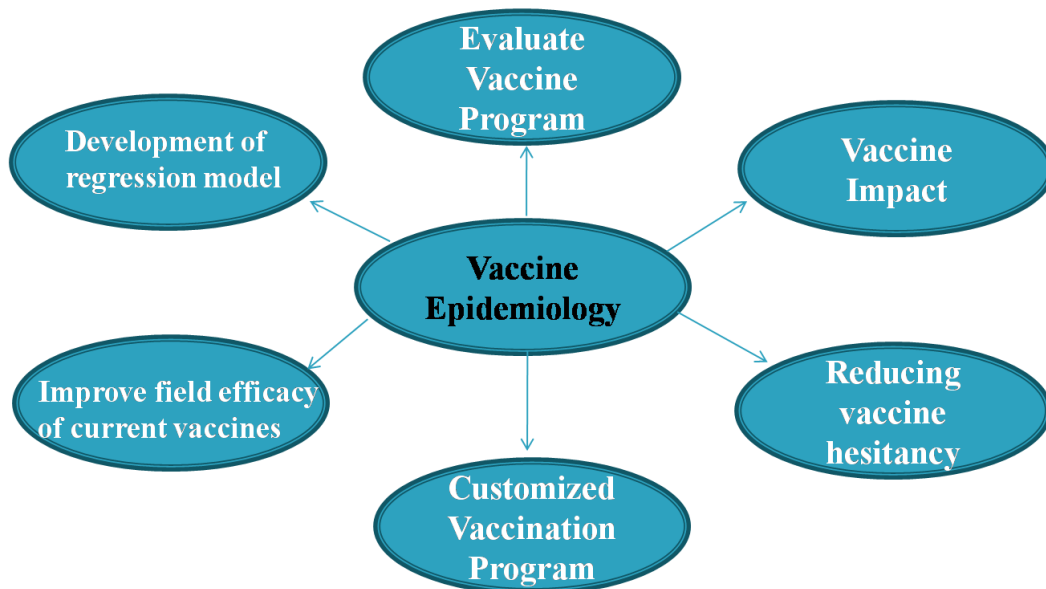 Evaluate
Vaccine
Program
Development of
regression model
Vaccine
Impact
Vaccine
Epidemiology
Improve field efficacy
of current vaccines
Reducing
vaccine
hesitancy
Customized
Vaccination
Program